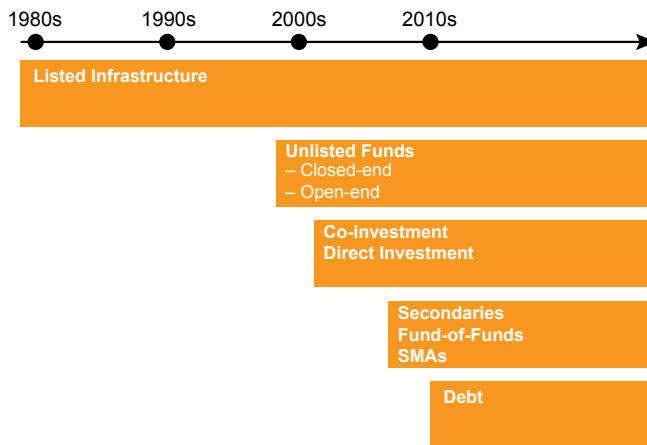 1980s 1990s 2000s 2010s
Listed Infrastructure
Unlisted Funds
– Closed-end
– Open-end
Co-investment
Direct Investment
Secondaries
Fund-of-Funds
SMAs
Debt